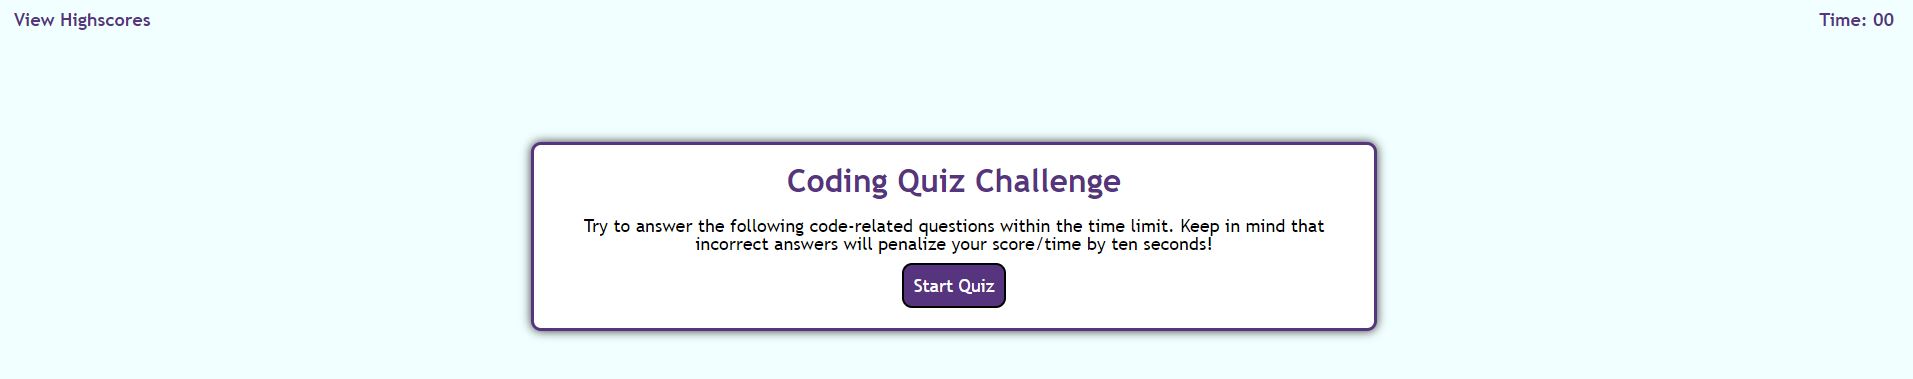 View Highscores
Time: 00
Coding Quiz Challenge
Try to answer the following code-related questions within the time limit. Keep in mind that
incorrect answers will penalize your score/time by ten seconds!
Start Quiz